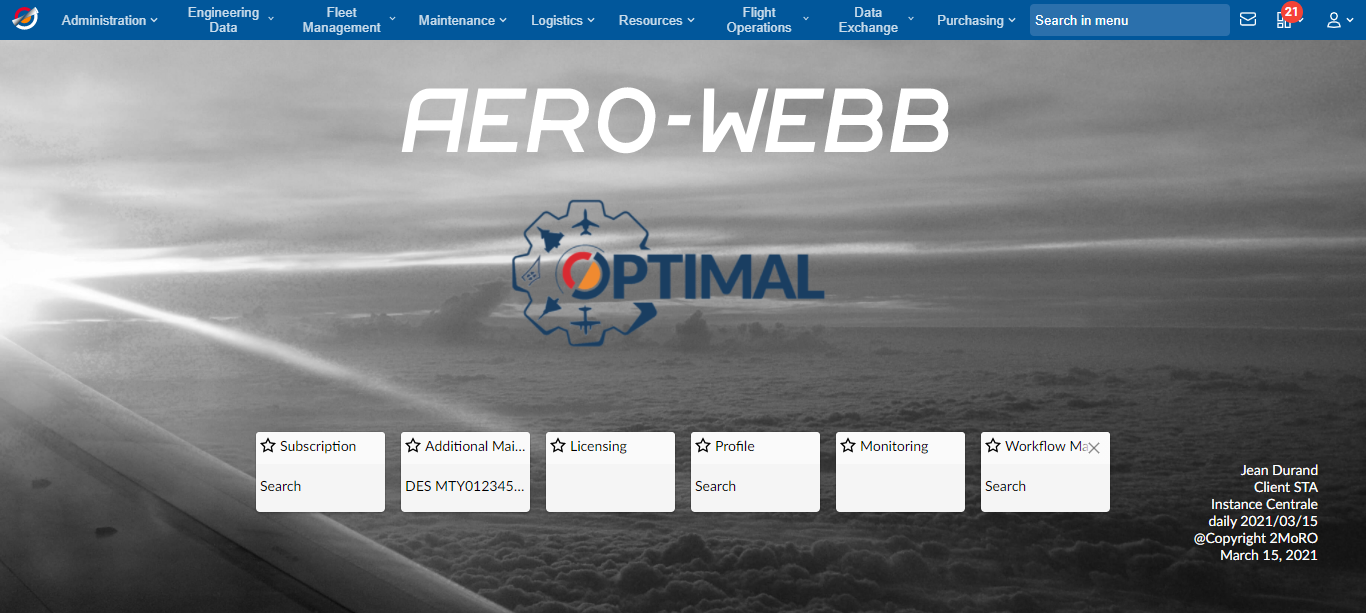 Administration
Engineering
Data
Fleet
Management
Maintenance
Logistics
Resources
Flight
Operations
Data
Exchange
Purchasing
Search in menu
21
AERO-WEBB
OPTIMAL
Subscription
Additional Mai...
Licensing
Profile
Monitoring
Workflow Ma
Search
DES MTY012345...
Search
Search
Jean Durand
Client STA
Instance Centrale
daily 2021/03/15
@Copyright 2MoRO
March 15, 2021